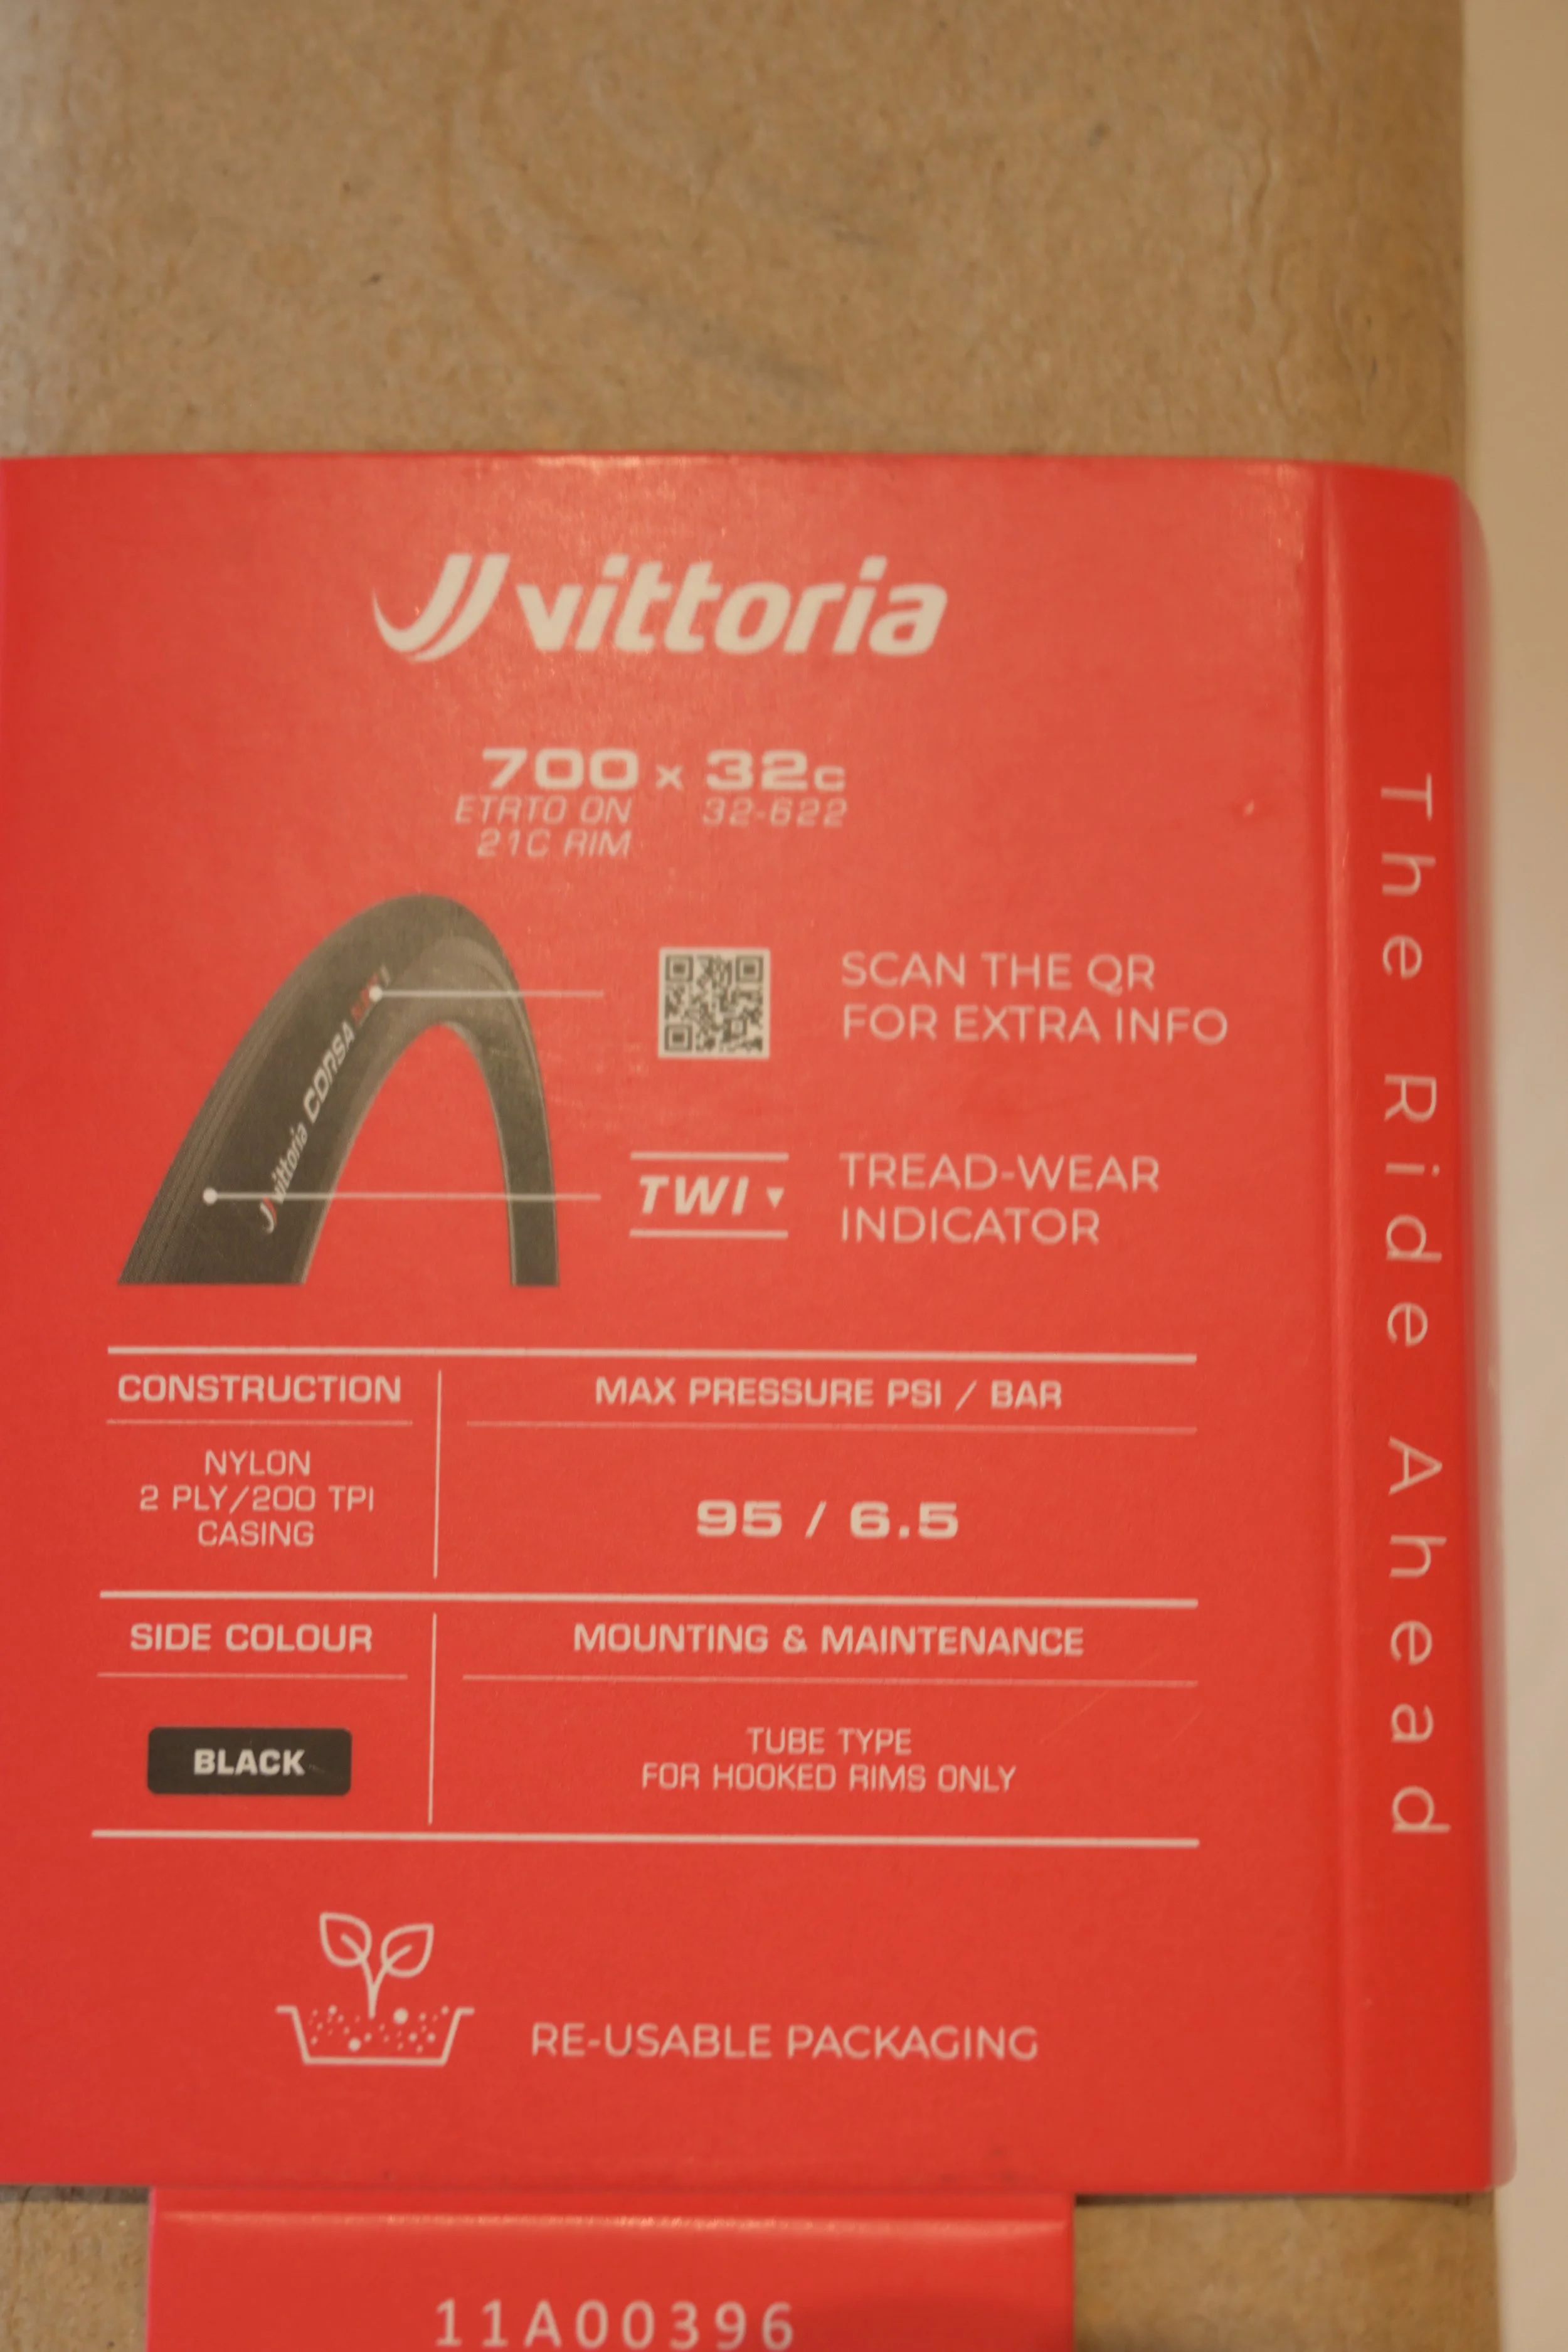 vittoria
700 x 32c
ETRTO ON 32-622
21C RIM
SCAN THE QR
FOR EXTRA INFO
vittoria CORSA
TWI ▼
TREAD-WEAR
INDICATOR
CONSTRUCTION
NYLON
2 PLY/200 TPI
CASING
MAX PRESSURE PSI / BAR
95 / 6.5
SIDE COLOUR
BLACK
MOUNTING & MAINTENANCE
TUBE TYPE
FOR HOOKED RIMS ONLY
RE-USABLE PACKAGING
11A00396
The Ride Ahead